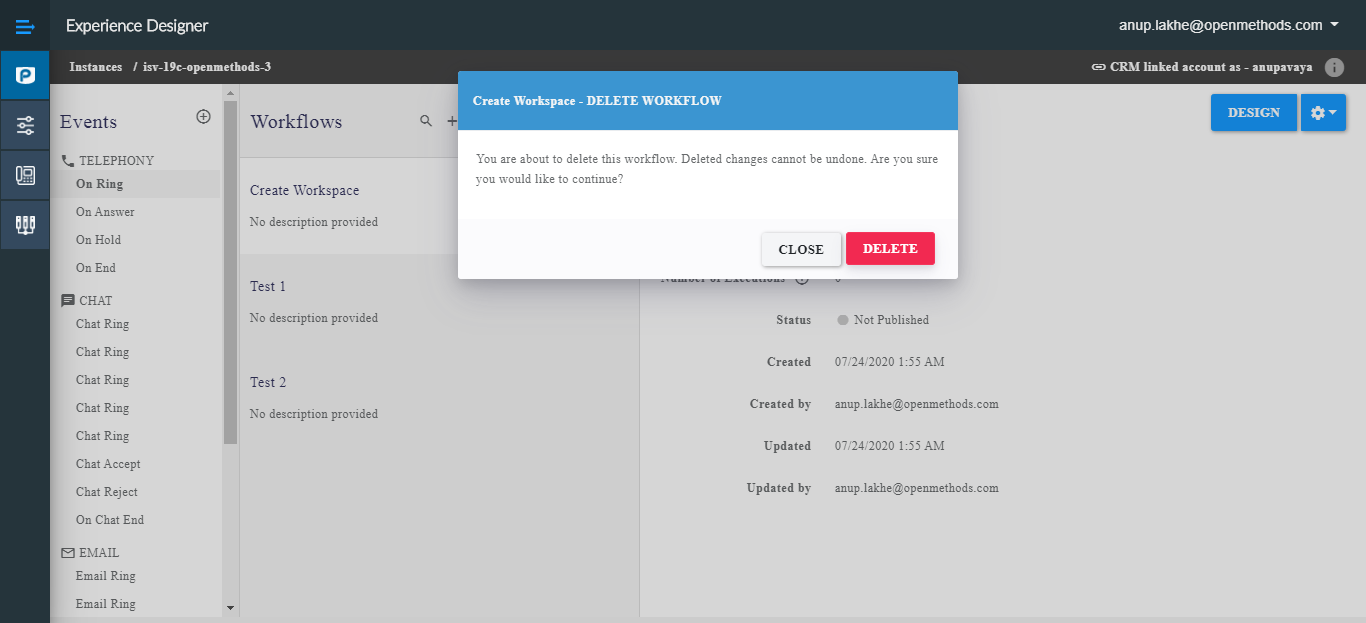 Experience Designer
anup.lakhe@openmethods.com
Instances / isv-19c-openmethods-3
CRM linked account as - anupavaya
Events
TELEPHONY
On Ring
On Answer
On Hold
On End
CHAT
Chat Ring
Chat Ring
Chat Ring
Chat Ring
Chat Ring
Chat Accept
Chat Reject
On Chat End
EMAIL
Email Ring
Email Ring
Workflows
Create Workspace
No description provided
Test 1
No description provided
Test 2
No description provided
Create Workspace - DELETE WORKFLOW
You are about to delete this workflow. Deleted changes cannot be undone. Are you sure
you would like to continue?
CLOSE DELETE
DESIGN
Number of Executions
Status Not Published
Created 07/24/2020 1:55 AM
Created by anup.lakhe@openmethods.com
Updated 07/24/2020 1:55 AM
Updated by anup.lakhe@openmethods.com